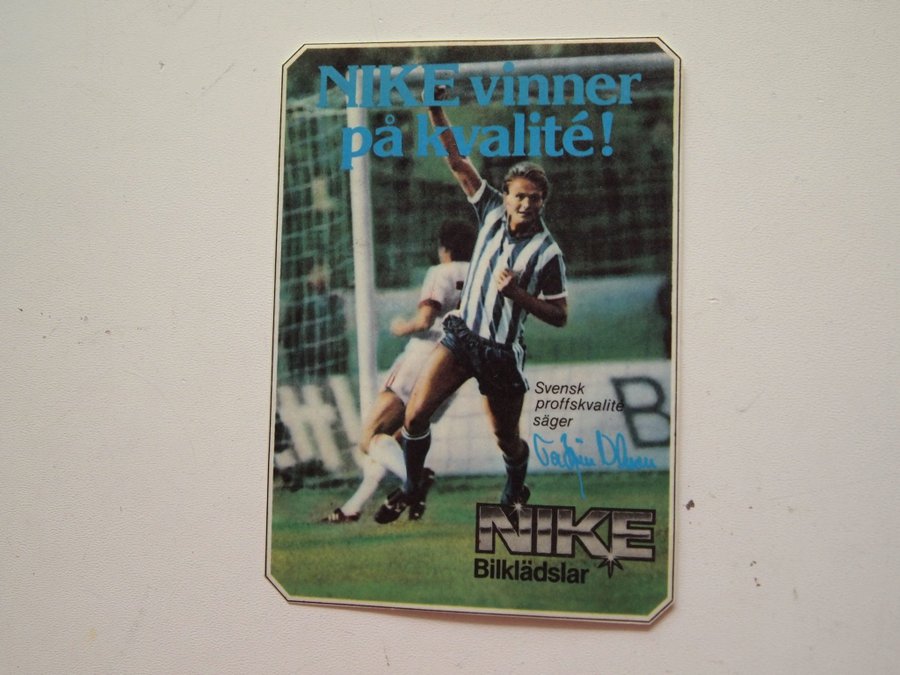 NIKE vinner
på kvalité!
Svensk
proffskvalité
säger
NIKE
Bilklädslar
B